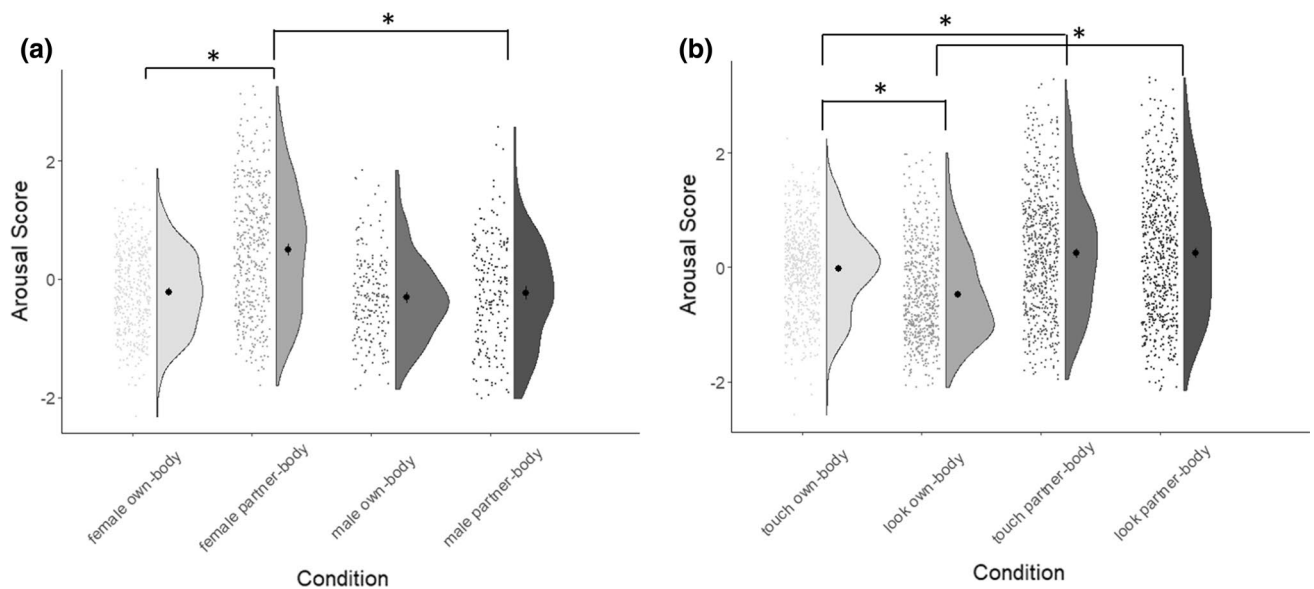 (a)
*
*
Arousal Score
2
0
-2
female own-body
female partner-body
male own-body
male partner-body
Condition
(b)
*
*
*
Arousal Score
2
0
-2
touch own-body
look own-body
touch partner-body
look partner-body
Condition